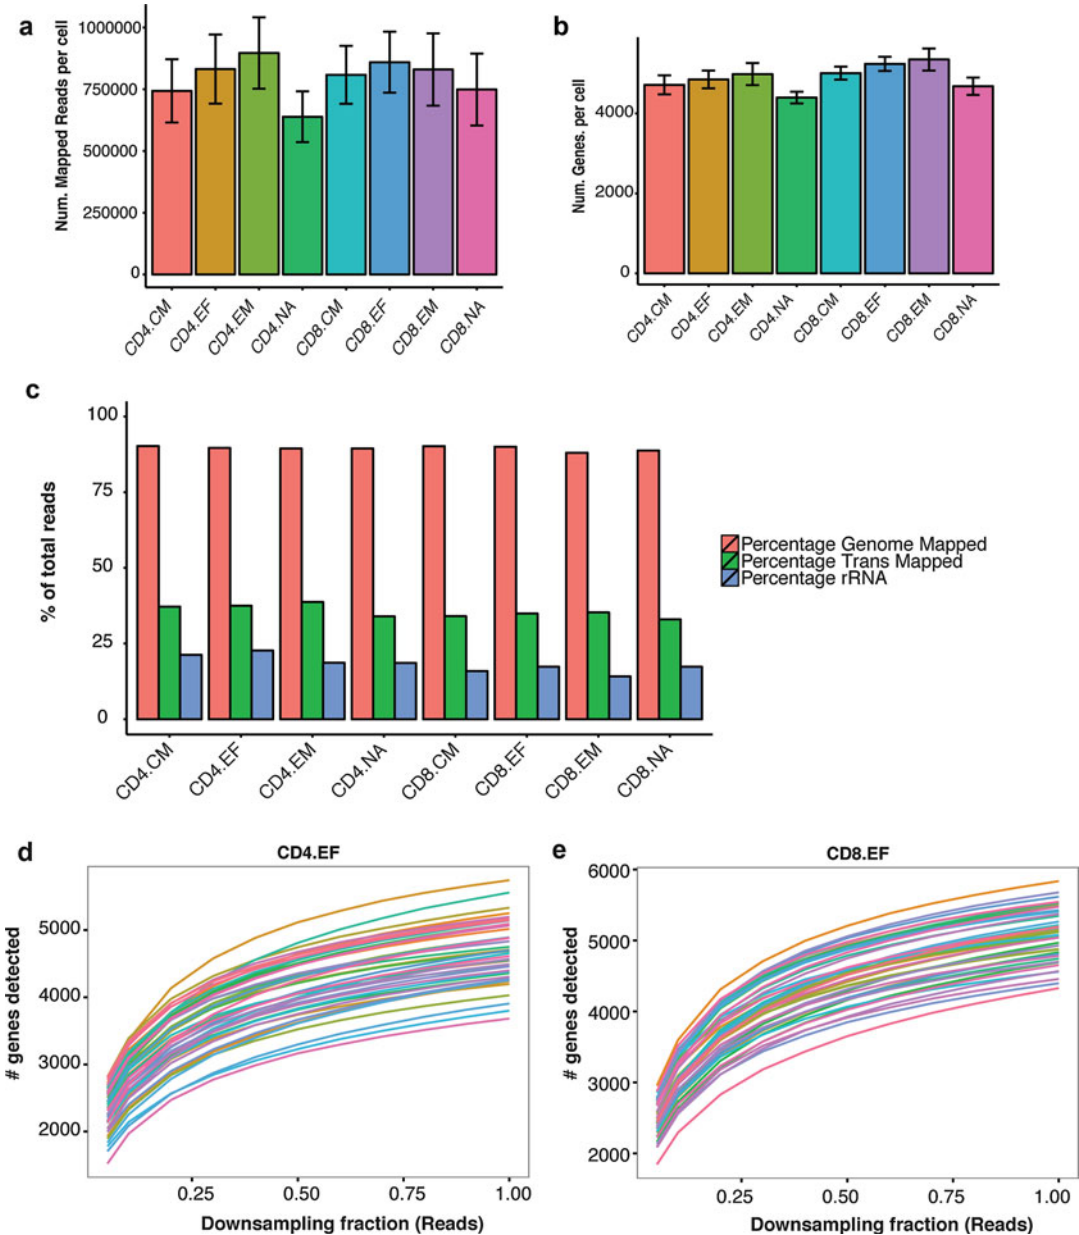 a
Num. Mapped Reads per cell
1000000
750000
500000
250000
0
CD4.CM
CD4.EF
CD4.EM
CD4.NA
CD8.CM
CD8.EF
CD8.EM
CD8.NA
b
Num. Genes. per cell
4000
2000
0
CD4.CM
CD4.EF
CD4.EM
CD4.NA
CD8.CM
CD8.EF
CD8.EM
CD8.NA
c
% of total reads
100
75
50
25
0
CD4.CM
CD4.EF
CD4.EM
CD4.NA
CD8.CM
CD8.EF
CD8.EM
CD8.NA
Percentage Genome Mapped
Percentage Trans Mapped
Percentage rRNA
d
CD4.EF
# genes detected
5000
4000
3000
2000
0.25 0.50 0.75 1.00
Downsampling fraction (Reads)
e
CD8.EF
# genes detected
6000
5000
4000
3000
2000
0.25 0.50 0.75 1.00
Downsampling fraction (Reads)